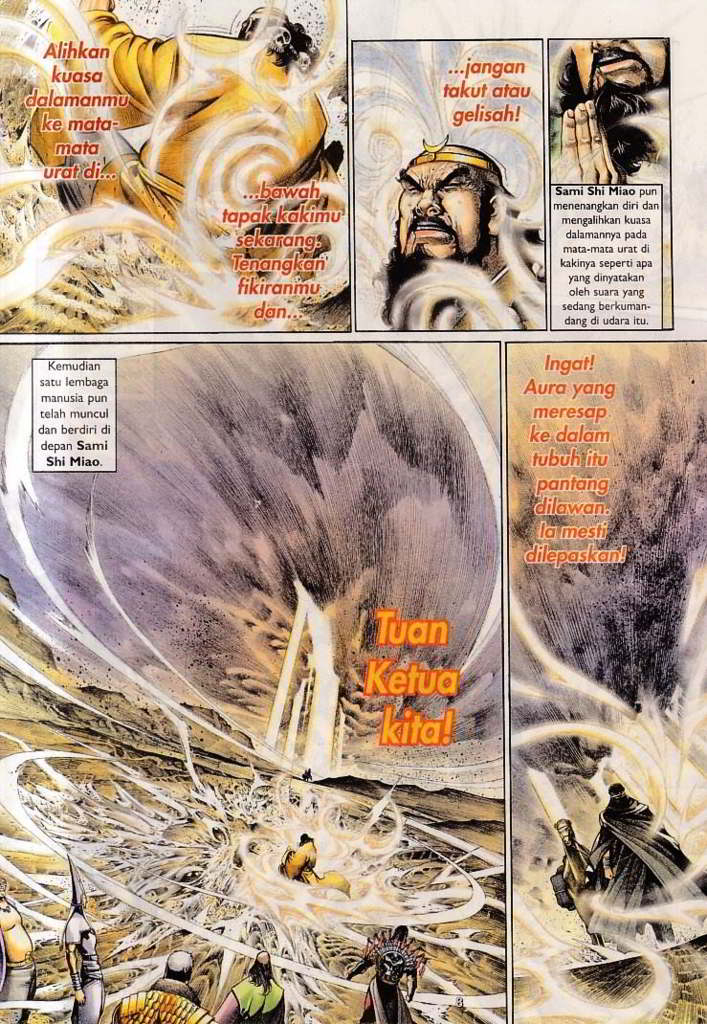 Alihkan
kuasa
dalamanmu
ke mata-
mata
urat di...
...bawah
tapak kakimu
sekarang.
Tenangkan
fikiranmu
dan...
...jangan
takut atau
gelisah!
Sami Shi Miao pun
menenangkan diri dan
mengalihkan kuasa
dalamannya pada
mata-mata urat di
kakinya seperti apa
yang dinyatakan
oleh suara yang
sedang berkuman-
dang di udara itu.
Kemudian
satu lembaga
manusia pun
telah muncul
dan berdiri di
depan Sami
Shi Miao.
Tuan
Ketua
kita!
Ingat!
Aura yang
meresap
ke dalam
tubuh itu
pantang
dilawan.
Ia mesti
dilepaskan!
8